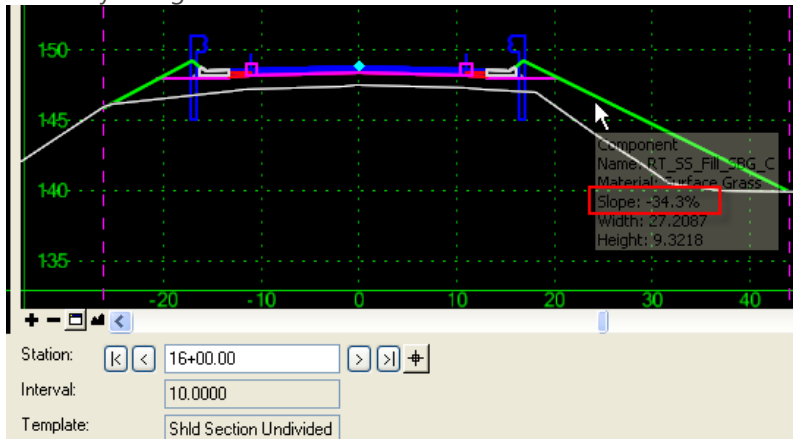 150
145
Component
Name: RT_SS_Fill_SBG_C
Material: Surface Grass
140
Slope: -34.3%
Width: 27.2087
Height: 9.3218
135
-20 -10 0 10 20 30 40
Station: 16+00.00
Interval: 10.0000
Template: Shld Section Undivided